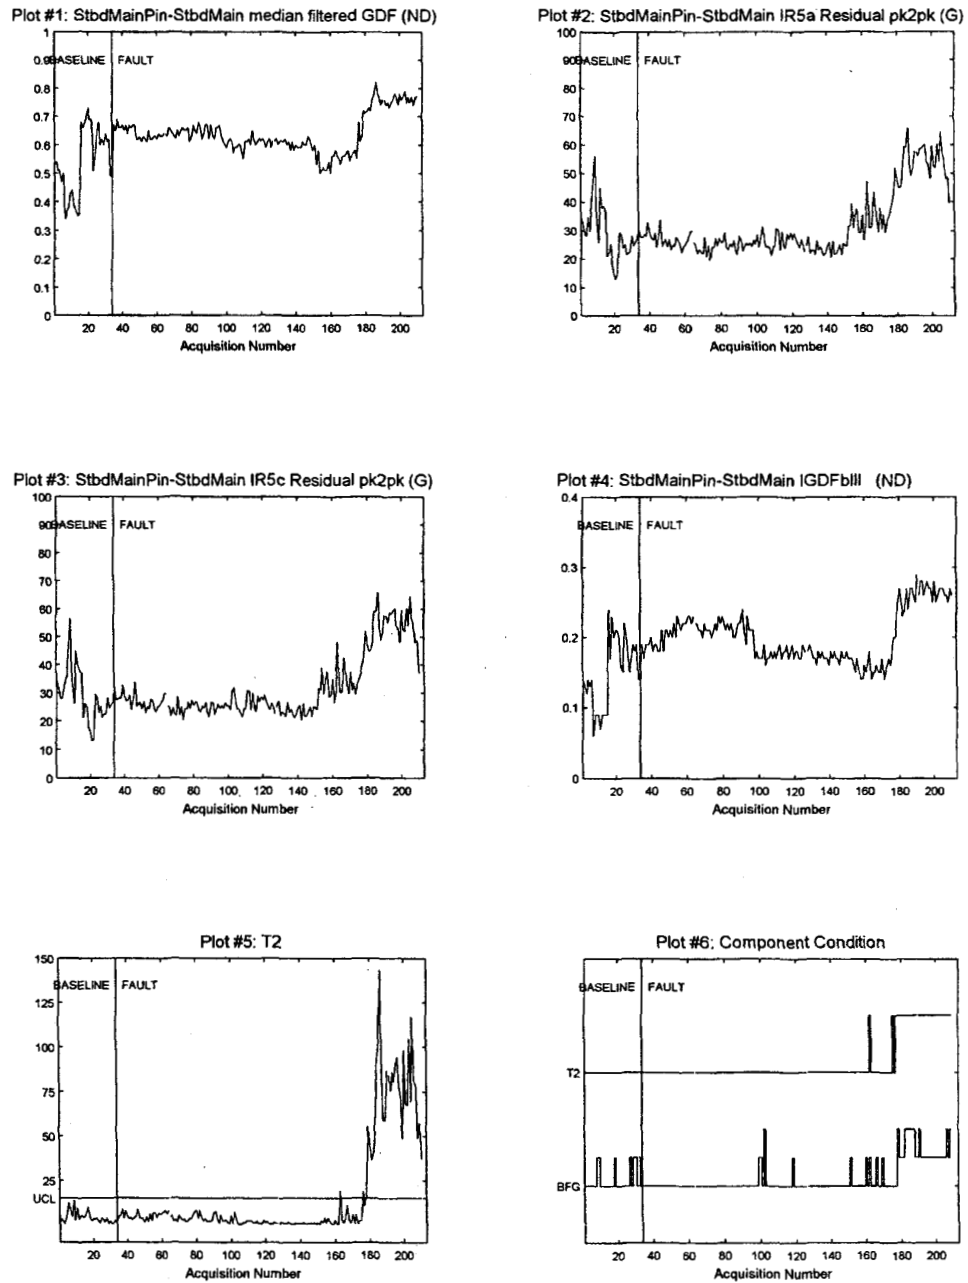 Plot #1: StbdMainPin-StbdMain median filtered GDF (ND)
1
0.9 BASELINE FAULT
0.8
0.7
0.6
0.5
0.4
0.3
0.2
0.1
0
20 40 60 80 100 120 140 160 180 200
Acquisition Number
Plot #2: StbdMainPin-StbdMain IR5a Residual pk2pk (G)
100
90 BASELINE FAULT
80
70
60
50
40
30
20
10
0
20 40 60 80 100 120 140 160 180 200
Acquisition Number
Plot #3: StbdMainPin-StbdMain IR5c Residual pk2pk (G)
100
90 BASELINE FAULT
80
70
60
50
40
30
20
10
0
20 40 60 80 100 120 140 160 180 200
Acquisition Number
Plot #4: StbdMainPin-StbdMain IGDFbIII (ND)
0.4
BASELINE FAULT
0.3
0.2
0.1
0
20 40 60 80 100 120 140 160 180 200
Acquisition Number
Plot #5: T2
150
BASELINE FAULT
125
100
75
50
25
UCL
20 40 60 80 100 120 140 160 180 200
Acquisition Number
Plot #6: Component Condition
BASELINE FAULT
T2
BFG
20 40 60 80 100 120 140 160 180 200
Acquisition Number